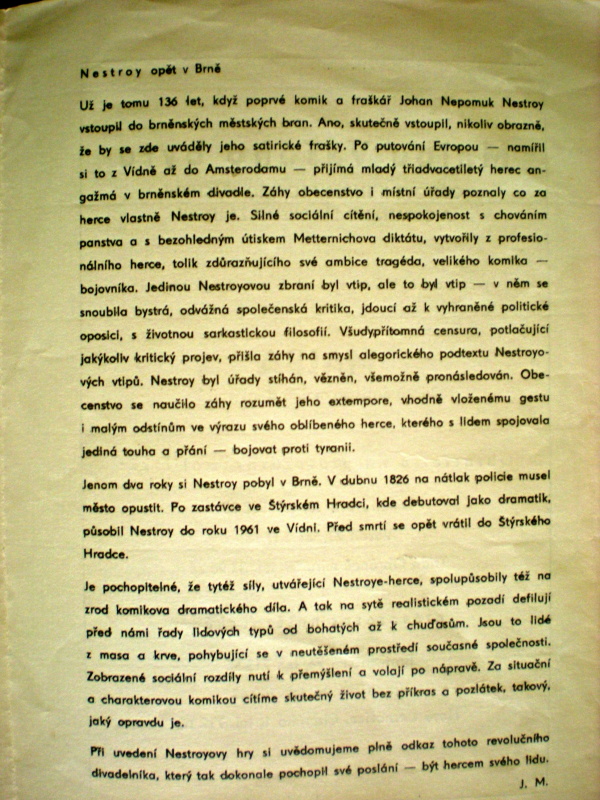 Nestroy opět v Brně
Už je tomu 136 let, když poprvé komik a fraškář Johan Nepomuk Nestroy
vstoupil do brněnských městských bran. Ano, skutečně vstoupil, nikoliv obrazně,
že by se zde uváděly jeho satirické frašky. Po putování Evropou — namířil
si to z Vídně až do Amsterodamu — přijímá mladý třiadvacetiletý herec an-
gažmá v brněnském divadle. Záhy obecenstvo i místní úřady poznaly co za
herce vlastně Nestroy je. Silné sociální cítění, nespokojenost s chováním
panstva a s bezohledným útiskem Metternichova diktátu, vytvořily z profesio-
nálního herce, tolik zdůrazňujícího své ambice tragéda, velikého komika —
bojovníka. Jedinou Nestroyovou zbraní byl vtip, ale to byl vtip — v něm se
snoubila bystrá, odvážná společenská kritika, jdoucí až k vyhraněné politické
oposici, s životnou sarkastickou filosofií. Všudypřítomná censura, potlačující
jakýkoliv kritický projev, přišla záhy na smysl alegorického podtextu Nestroyo-
vých vtipů. Nestroy byl úřady stíhán, vězněn, všemožně pronásledován. Obe-
censtvo se naučilo záhy rozumět jeho extempore, vhodně vloženému gestu
i malým odstínům ve výrazu svého oblíbeného herce, kterého s lidem spojovala
jediná touha a přání — bojovat proti tyranii.
Jenom dva roky si Nestroy pobyl v Brně. V dubnu 1826 na nátlak policie musel
město opustit. Po zastávce ve Štýrském Hradci, kde debutoval jako dramatik,
působil Nestroy do roku 1961 ve Vídni. Před smrtí se opět vrátil do Štýrského
Hradce.
Je pochopitelné, že tytéž síly, utvářející Nestroye-herce, spolupůsobily též na
zrod komikova dramatického díla. A tak na sytě realistickém pozadí defilují
před námi řady lidových typů od bohatých až k chuďasům. Jsou to lidé
z masa a krve, pohybující se v neutěšeném prostředí současné společnosti.
Zobrazené sociální rozdíly nutí k přemýšlení a volají po nápravě. Za situační
a charakterovou komikou cítíme skutečný život bez příkras a pozlátek, takový,
jaký opravdu je.
Při uvedení Nestroyovy hry si uvědomujeme plně odkaz tohoto revolučního
divadelníka, který tak dokonale pochopil své poslání — být hercem svého lidu.
J. M.